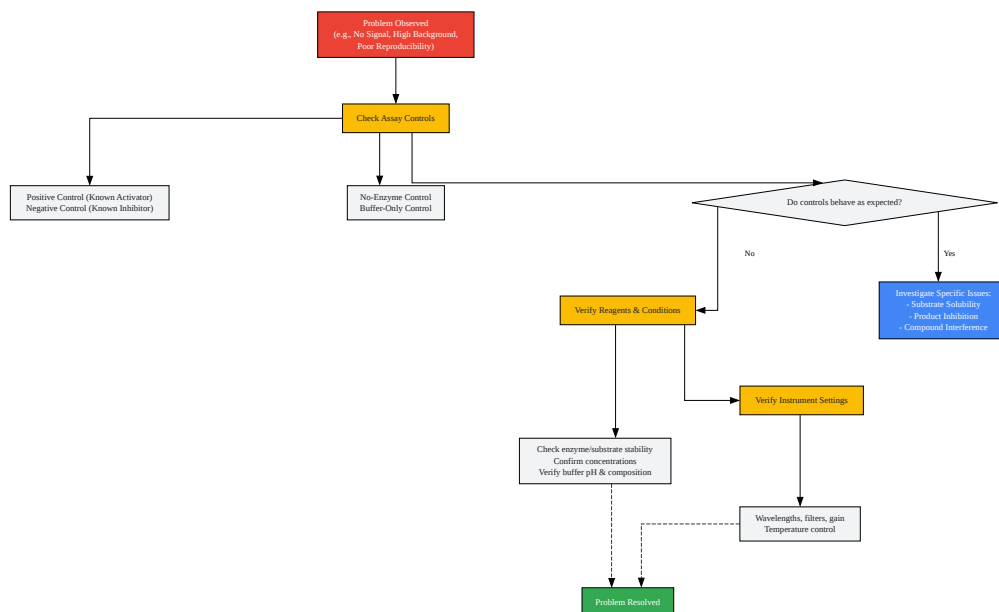 Problem Observed
(e.g., No Signal, High Background,
Poor Reproducibility)
Check Assay Controls
Positive Control (Known Activator)
Negative Control (Known Inhibitor)
No-Enzyme Control
Buffer-Only Control
Do controls behave as expected?
No
Yes
Investigate Specific Issues:
- Substrate Solubility
- Product Inhibition
- Compound Interference
Verify Reagents & Conditions
Verify Instrument Settings
Check enzyme/substrate stability
Confirm concentrations
Verify buffer pH & composition
Wavelengths, filters, gain
Temperature control
Problem Resolved